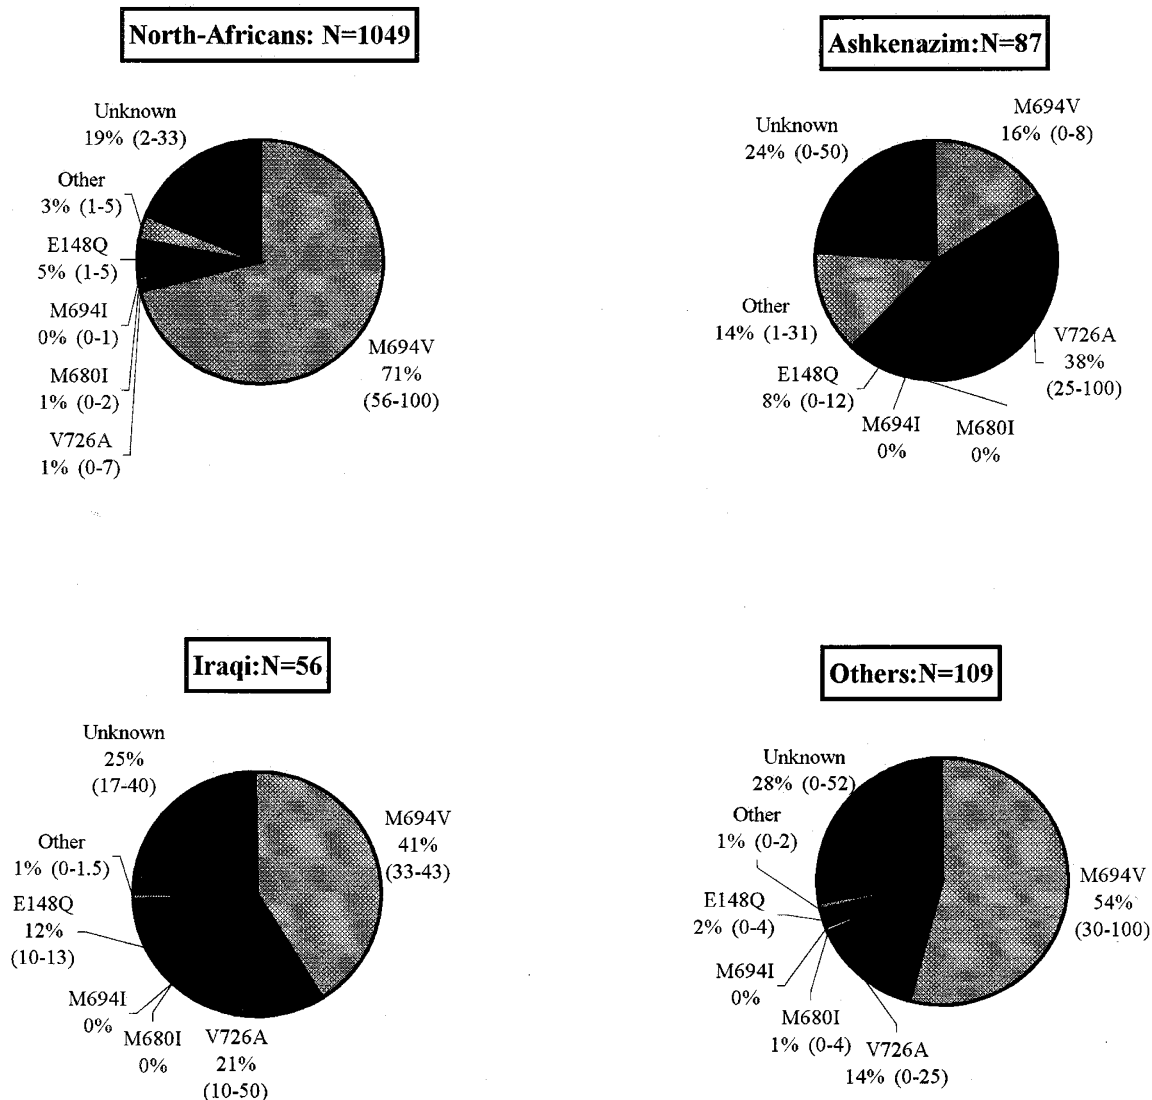 North-Africans: N=1049
Unknown
19% (2-33)
Other
3% (1-5)
E148Q
5% (1-5)
M694I
0% (0-1)
M680I
1% (0-2)
V726A
1% (0-7)
M694V
71%
(56-100)
Ashkenazim:N=87
M694V
16% (0-8)
Unknown
24% (0-50)
Other
14% (1-31)
E148Q
8% (0-12)
M694I
0%
M680I
0%
V726A
38%
(25-100)
Iraqi:N=56
Unknown
25%
(17-40)
M694V
41%
(33-43)
Other
1% (0-1.5)
E148Q
12%
(10-13)
M694I
0%
M680I
0%
V726A
21%
(10-50)
Others:N=109
Unknown
28% (0-52)
Other
1% (0-2)
E148Q
2% (0-4)
M694I
0%
M680I
1% (0-4)
V726A
14% (0-25)
M694V
54%
(30-100)